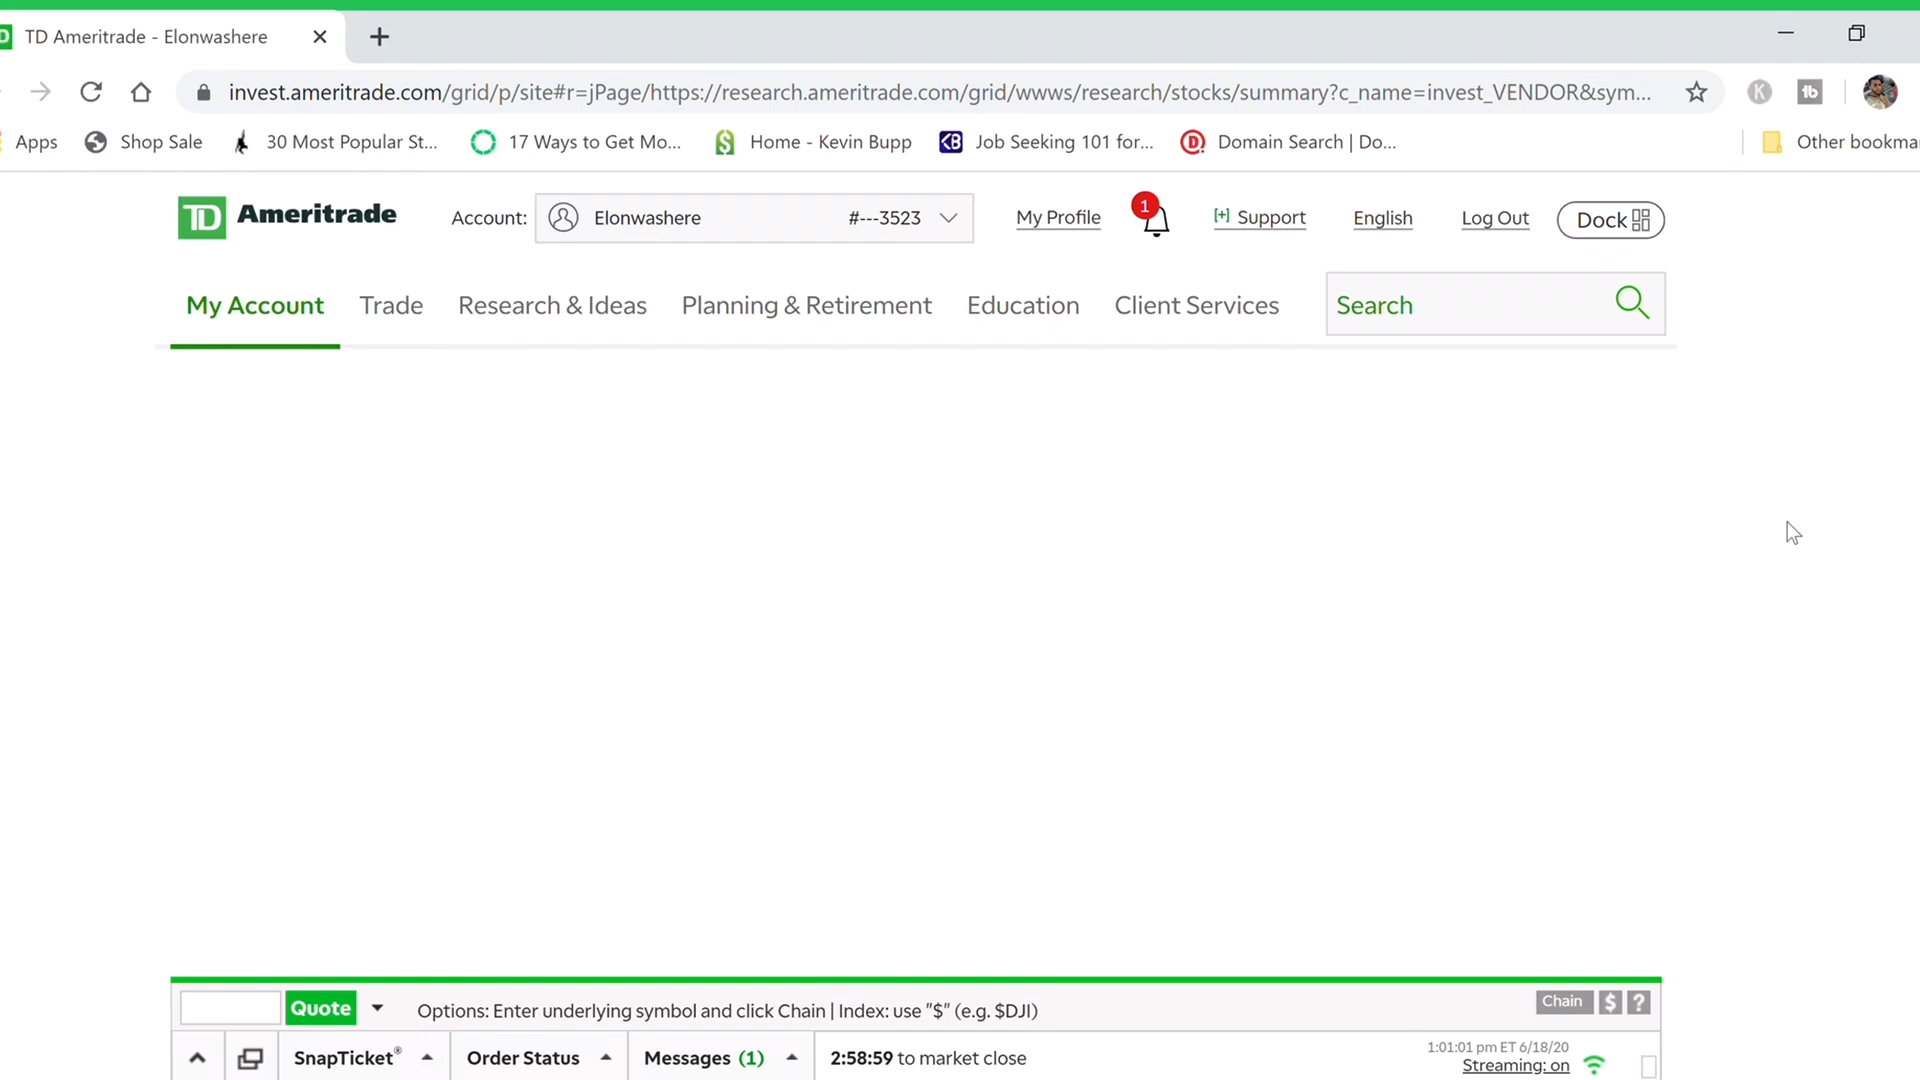 TD Ameritrade - Elonwashere
invest.ameritrade.com/grid/p/site#r=jPage/https://research.ameritrade.com/grid/wwws/research/stocks/summary?c_name=invest_VENDOR&sym...
K
tb
Apps Shop Sale 30 Most Popular St... 17 Ways to Get Mo... Home - Kevin Bupp KB Job Seeking 101 for... Domain Search | Do... Other bookma
TD Ameritrade Account: Elonwashere #---3523 My Profile 1 [+] Support English Log Out Dock
My Account Trade Research & Ideas Planning & Retirement Education Client Services Search
Quote Options: Enter underlying symbol and click Chain | Index: use "$" (e.g. $DJI) Chain $ ?
SnapTicket® Order Status Messages (1) 2:58:59 to market close 1:01:01 pm ET 6/18/20
Streaming: on